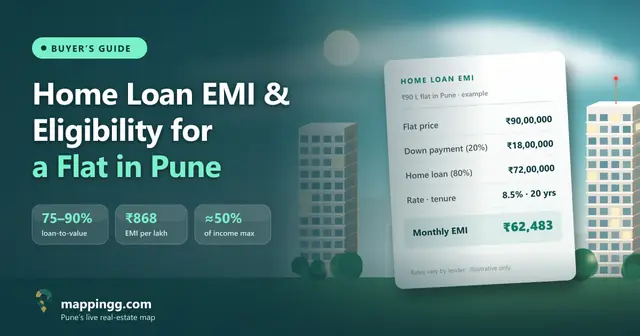 BUYER'S GUIDE
Home Loan EMI &
Eligibility for
a Flat in Pune
75–90%
loan-to-value
₹868
EMI per lakh
≈50%
of income max
mappingg.com
Pune's live real-estate map
HOME LOAN EMI
₹90 L flat in Pune · example
Flat price ₹90,00,000
Down payment (20%) ₹18,00,000
Home loan (80%) ₹72,00,000
Rate · tenure 8.5% · 20 yrs
Monthly EMI ₹62,483
Rates vary by lender · illustrative only